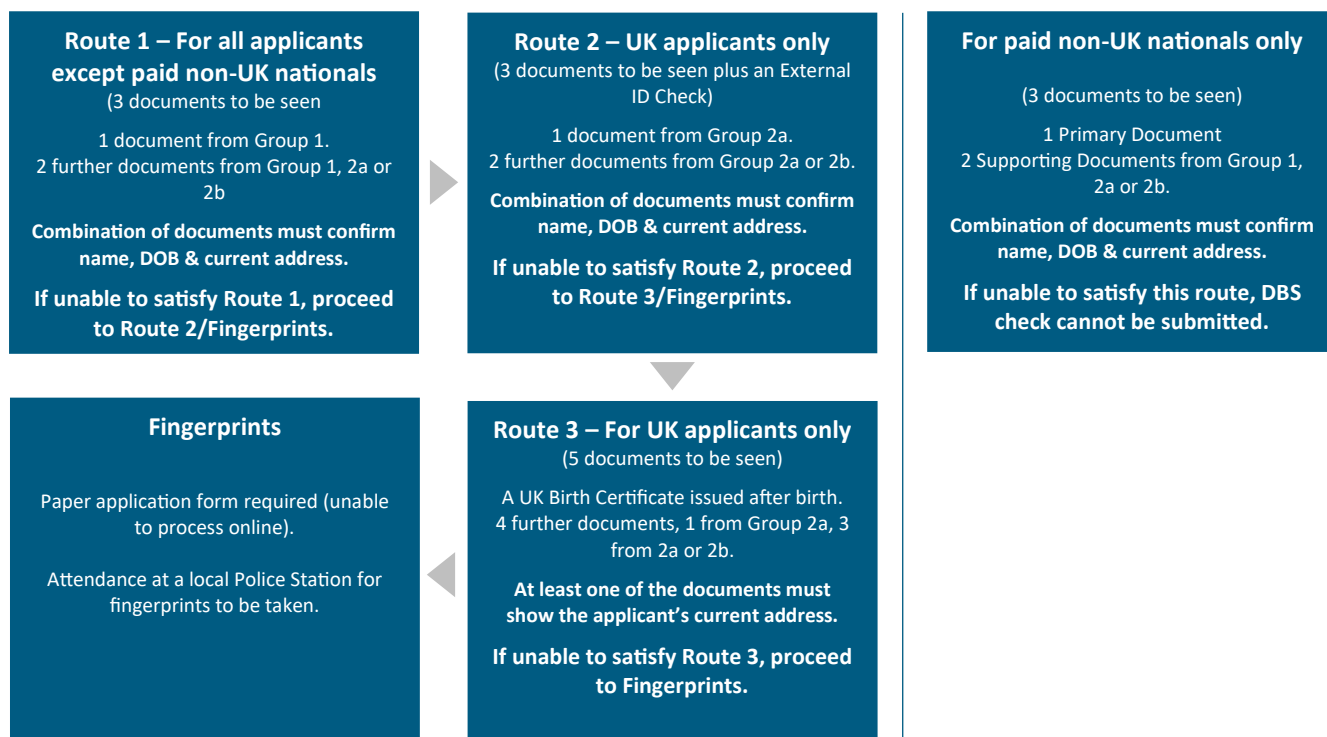 Route 1 – For all applicants
except paid non-UK nationals
(3 documents to be seen
1 document from Group 1.
2 further documents from Group 1, 2a or
2b
Combination of documents must confirm
name, DOB & current address.
If unable to satisfy Route 1, proceed
to Route 2/Fingerprints.
Route 2 – UK applicants only
(3 documents to be seen plus an External
ID Check)
1 document from Group 2a.
2 further documents from Group 2a or 2b.
Combination of documents must confirm
name, DOB & current address.
If unable to satisfy Route 2, proceed
to Route 3/Fingerprints.
For paid non-UK nationals only
(3 documents to be seen)
1 Primary Document
2 Supporting Documents from Group 1,
2a or 2b.
Combination of documents must confirm
name, DOB & current address.
If unable to satisfy this route, DBS
check cannot be submitted.
Route 3 – For UK applicants only
(5 documents to be seen)
A UK Birth Certificate issued after birth.
4 further documents, 1 from Group 2a, 3
from 2a or 2b.
At least one of the documents must
show the applicant's current address.
If unable to satisfy Route 3, proceed
to Fingerprints.
Fingerprints
Paper application form required (unable
to process online).
Attendance at a local Police Station for
fingerprints to be taken.